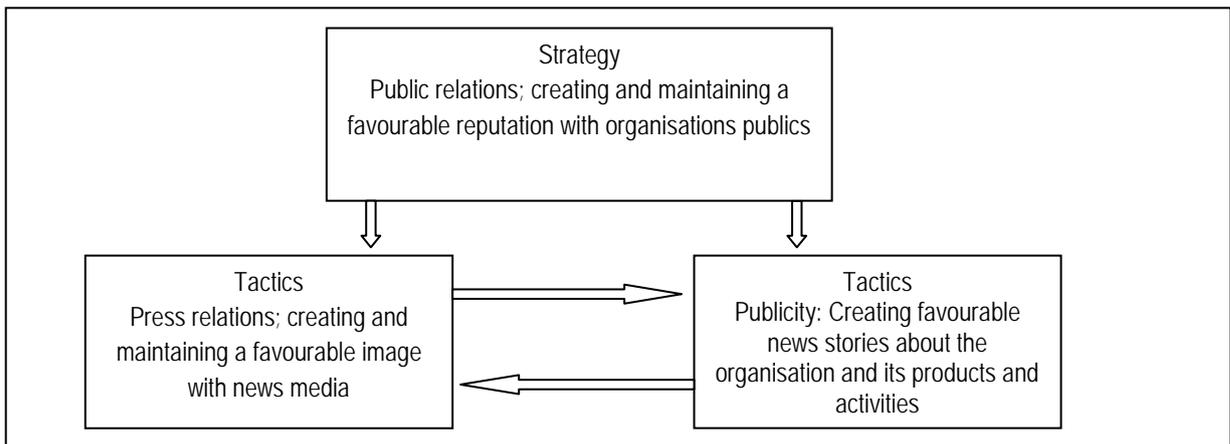 Strategy
Public relations; creating and maintaining a
favourable reputation with organisations publics
Tactics
Press relations; creating and
maintaining a favourable image
with news media
Tactics
Publicity: Creating favourable
news stories about the
organisation and its products and
activities